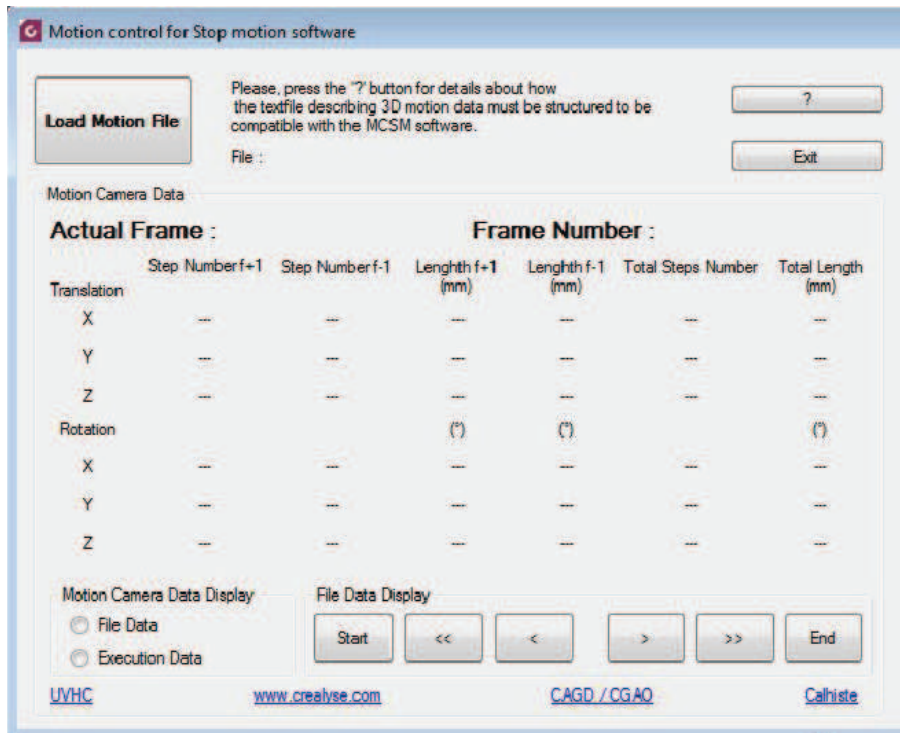 Motion control for Stop motion software
Load Motion File
Please, press the "?" button for details about how
the textfile describing 3D motion data must be structured to be
compatible with the MCSM software.
File :
?
Exit
Motion Camera Data
Actual Frame :
Frame Number :
Step Number f+1 Step Number f-1 Lenghth f+1 Lenghth f-1 Total Steps Number Total Length
(mm) (mm) (mm)
Translation
X --- --- --- --- --- ---
Y --- --- --- --- --- ---
Z --- --- --- --- --- ---
Rotation (°) (°) (°)
X --- --- --- --- --- ---
Y --- --- --- --- --- ---
Z --- --- --- --- --- ---
Motion Camera Data Display
File Data
Execution Data
File Data Display
Start << < > >> End
UVHC www.crealyse.com CAGD / CGAO Calhiste